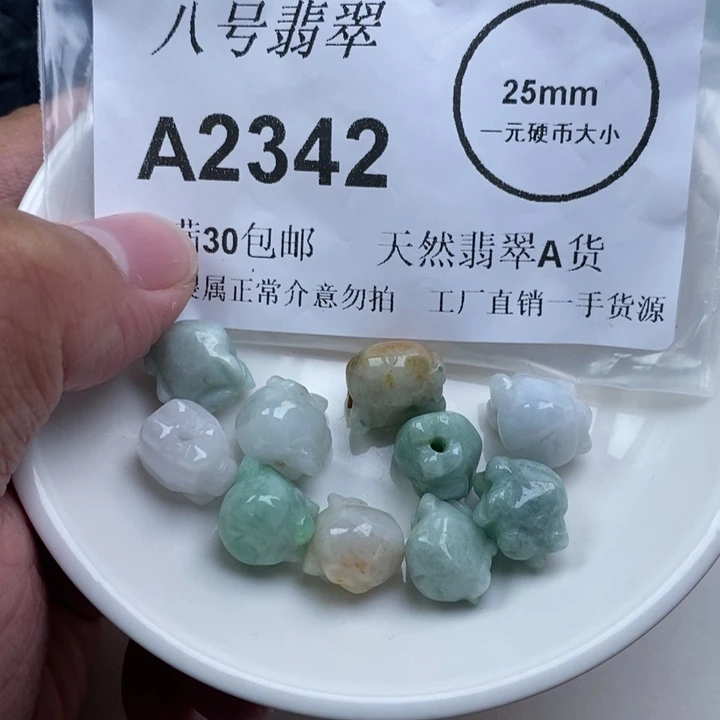 八号翡翠
25mm
一元硬币大小
A2342
30包邮 天然翡翠A货
属正常介意勿拍 工厂直销一手货源